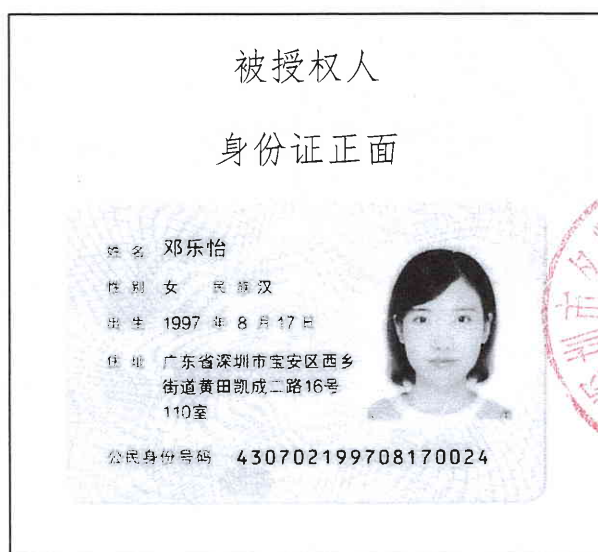 被授权人
身份证正面
姓名 邓乐怡
性别 女 民族汉
出生 1997 年 8 月 17 日
住址 广东省深圳市宝安区西乡
街道黄田凯成二路16号
110室
公民身份号码 430702199708170024
圳市